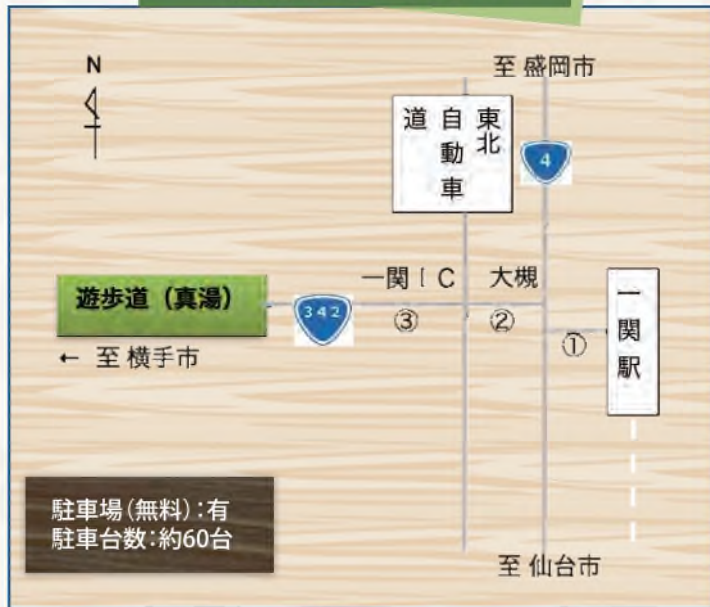 N
至 盛岡市
東北
自動車
道
4
一関ＩＣ
大槻
遊歩道（真湯）
342
③
②
①
一関駅
← 至 横手市
駐車場（無料）：有
駐車台数：約60台
至 仙台市